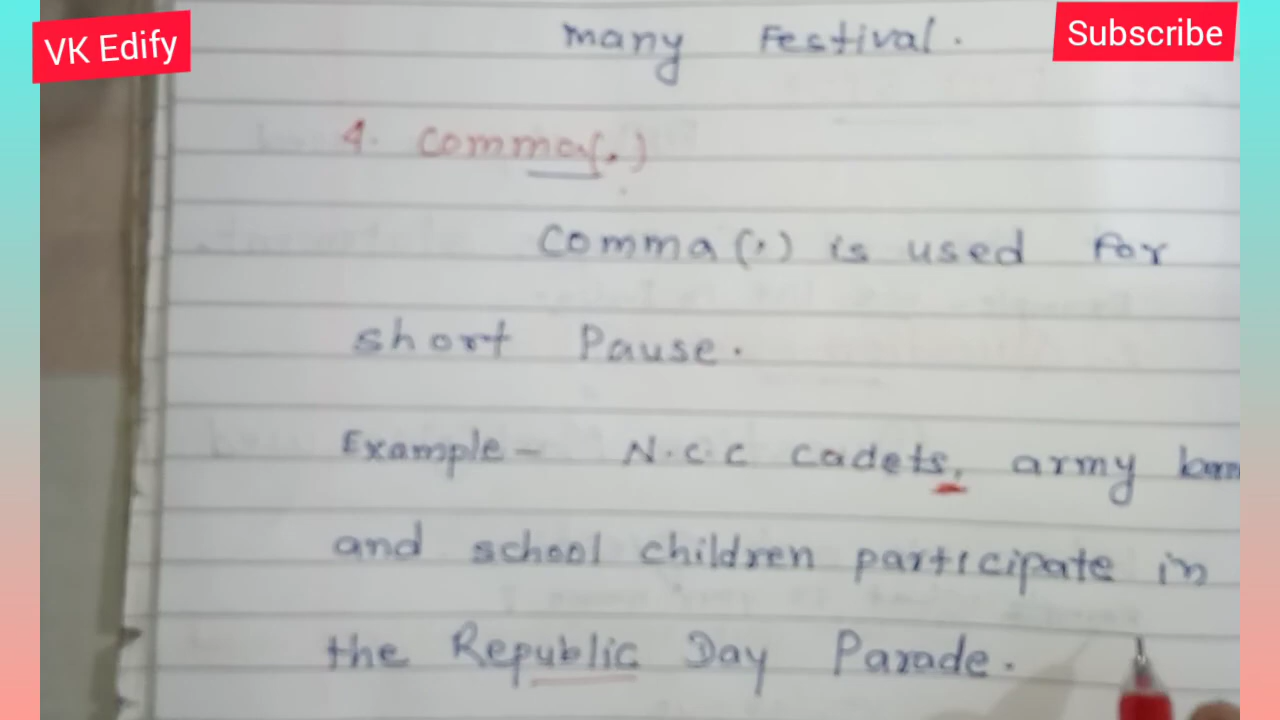 VK Edify
Subscribe
many Festival.
4. Comma(,)
Comma (,) is used for
short Pause.
Example- N.C.C cadets, army
and school children participate in
the Republic Day Parade.